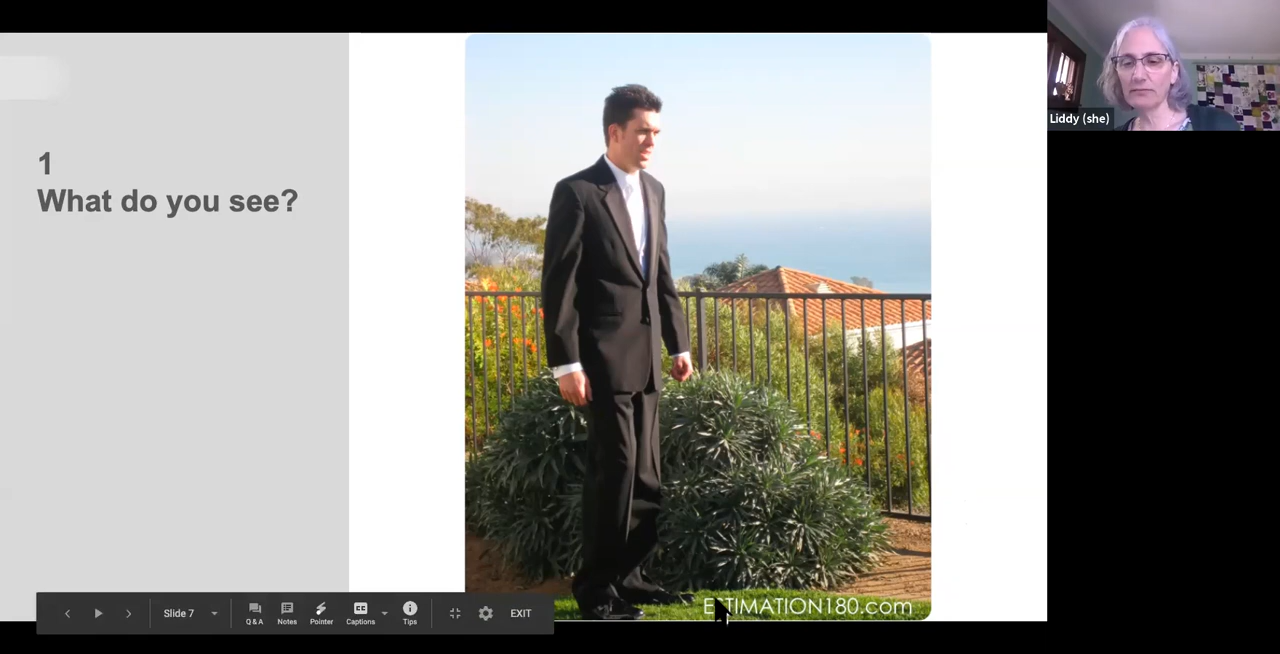 1
What do you see?
Liddy (she)
ESTIMATION180.com
Slide 7
Q & A
Notes
Pointer
Captions
Tips
EXIT